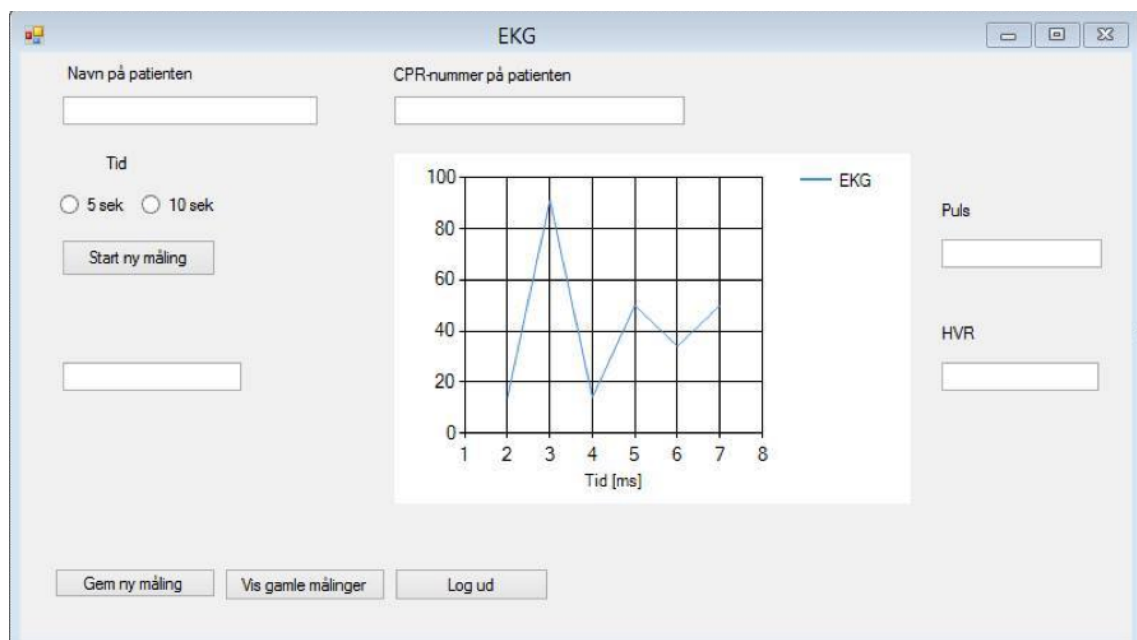 EKG
Navn på patienten
CPR-nummer på patienten
Tid
5 sek
10 sek
Start ny måling
100
80
60
40
20
0
1 2 3 4 5 6 7 8
Tid [ms]
EKG
Puls
HVR
Gem ny måling
Vis gamle målinger
Log ud